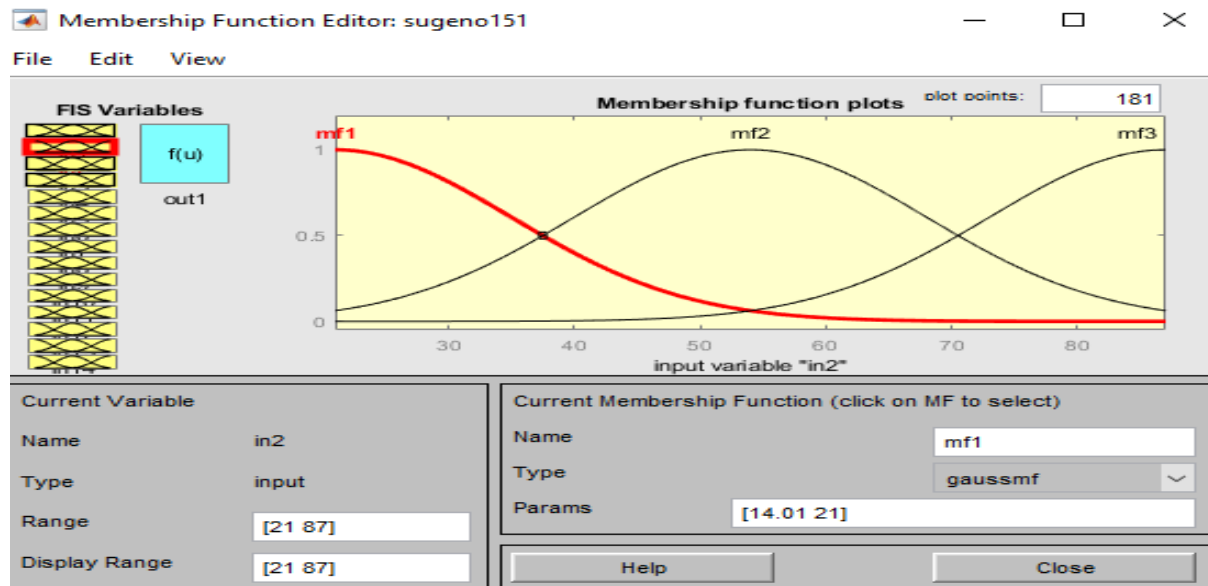 Membership Function Editor: sugeno151
File Edit View
FIS Variables
f(u)
out1
Membership function plots plot points: 181
mf1 mf2 mf3
1
0.5
0
30 40 50 60 70 80
input variable "in2"
Current Variable
Name in2
Type input
Range [21 87]
Display Range [21 87]
Current Membership Function (click on MF to select)
Name mf1
Type gaussmf
Params [14.01 21]
Help Close